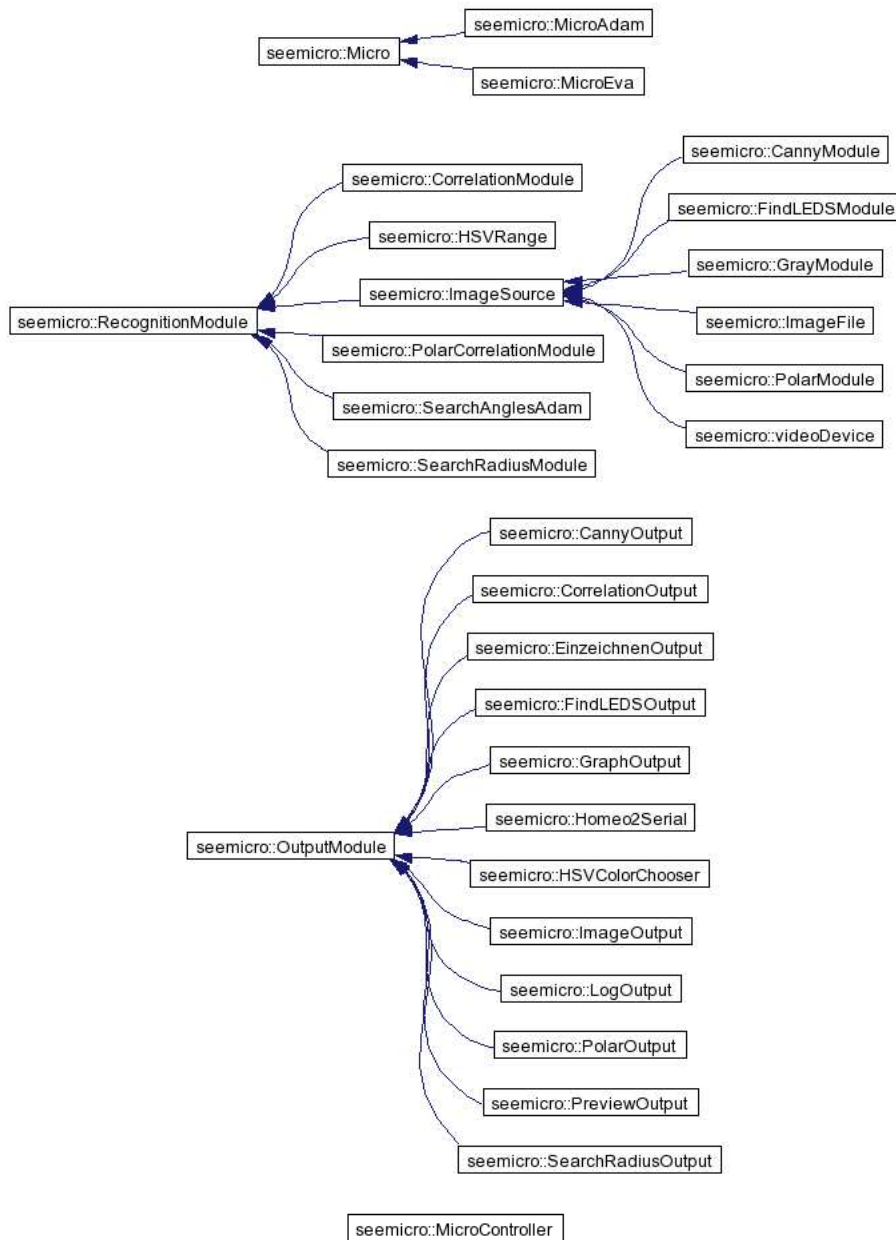 seemicro::MicroAdam
seemicro::Micro
seemicro::MicroEva
seemicro::CannyModule
seemicro::CorrelationModule
seemicro::FindLEDSModule
seemicro::HSVRange
seemicro::GrayModule
seemicro::ImageSource
seemicro::RecognitionModule
seemicro::ImageFile
seemicro::PolarCorrelationModule
seemicro::PolarModule
seemicro::SearchAnglesAdam
seemicro::videoDevice
seemicro::SearchRadiusModule
seemicro::CannyOutput
seemicro::CorrelationOutput
seemicro::EinzeichnenOutput
seemicro::FindLEDSOutput
seemicro::GraphOutput
seemicro::Homeo2Serial
seemicro::OutputModule
seemicro::HSVColorChooser
seemicro::ImageOutput
seemicro::LogOutput
seemicro::PolarOutput
seemicro::PreviewOutput
seemicro::SearchRadiusOutput
seemicro::MicroController